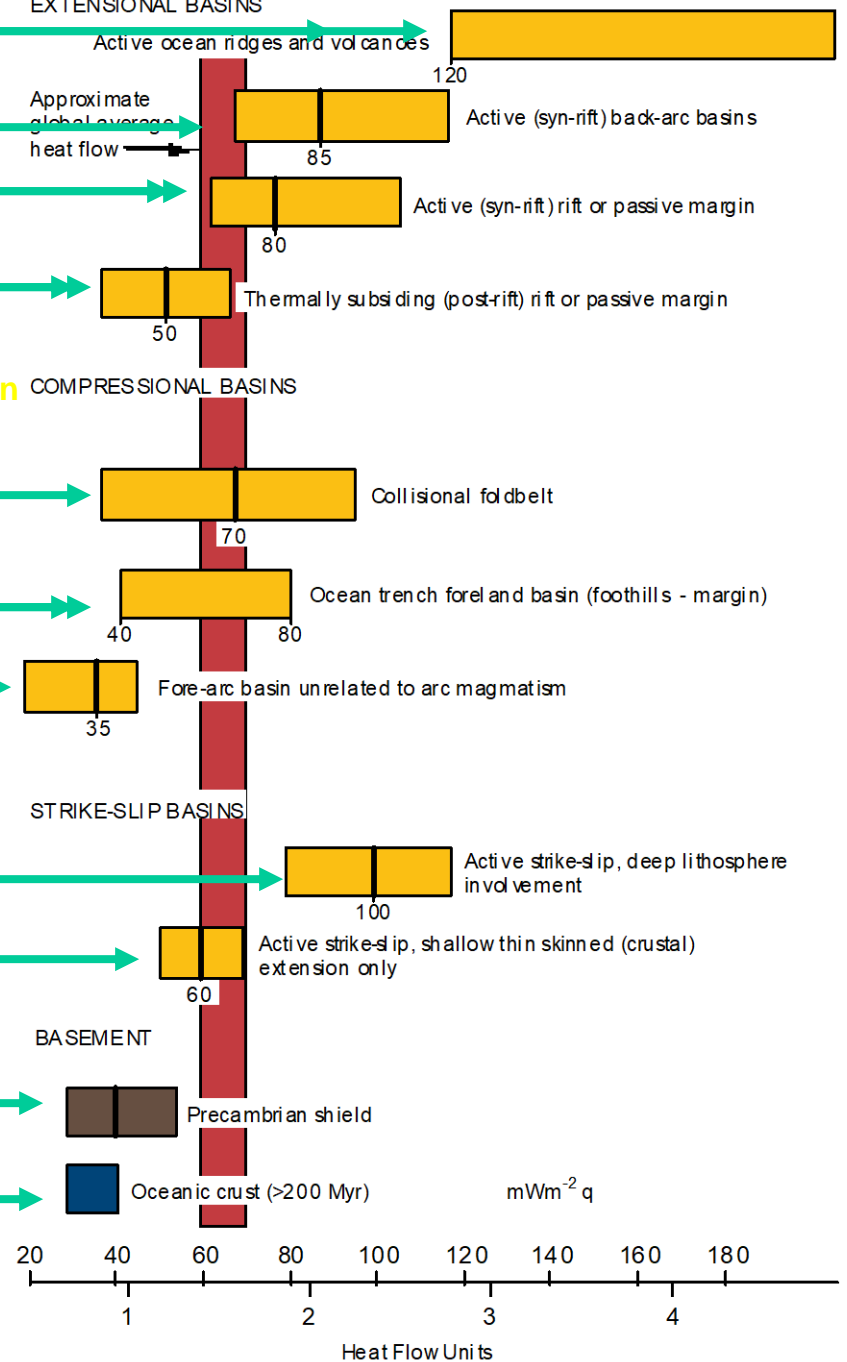 EXTENSIONAL BASINS
Active ocean ridges and volcanoes
120
Approximate
global average
heat flow
Active (syn-rift) back-arc basins
85
Active (syn-rift) rift or passive margin
80
Thermally subsiding (post-rift) rift or passive margin
50
n
COMPRESSIONAL BASINS
Collisional foldbelt
70
Ocean trench foreland basin (foothills - margin)
40
80
Fore-arc basin unrelated to arc magmatism
35
STRIKE-SLIP BASINS
Active strike-slip, deep lithosphere
involvement
100
Active strike-slip, shallow thin skinned (crustal)
extension only
60
BASEMENT
Precambrian shield
Oceanic crust (>200 Myr)
mWm⁻² q
20 40 60 80 100 120 140 160 180
1 2 3 4
Heat Flow Units